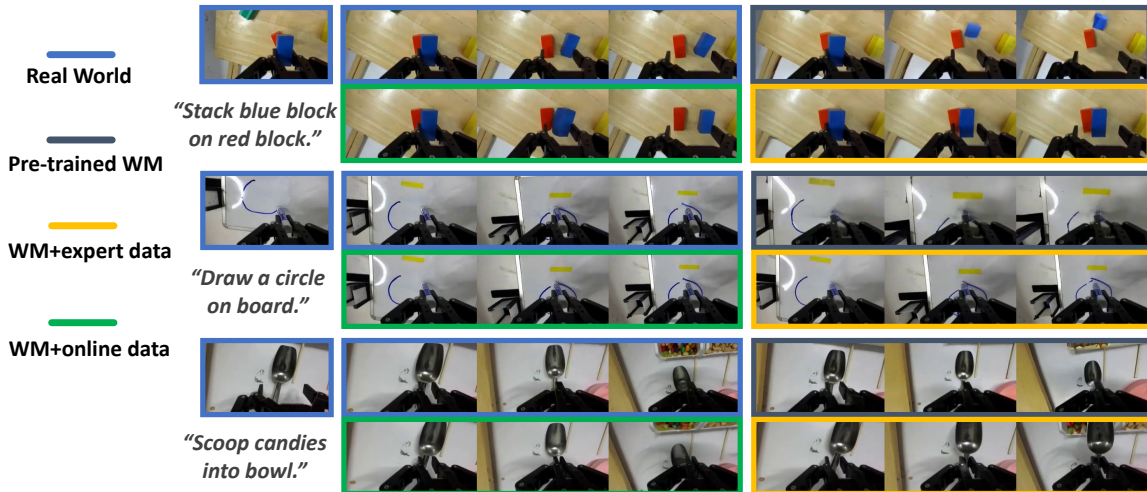 Real World
Pre-trained WM
WM+expert data
WM+online data
“Stack blue block
on red block.”
“Draw a circle
on board.”
“Scoop candies
into bowl.”